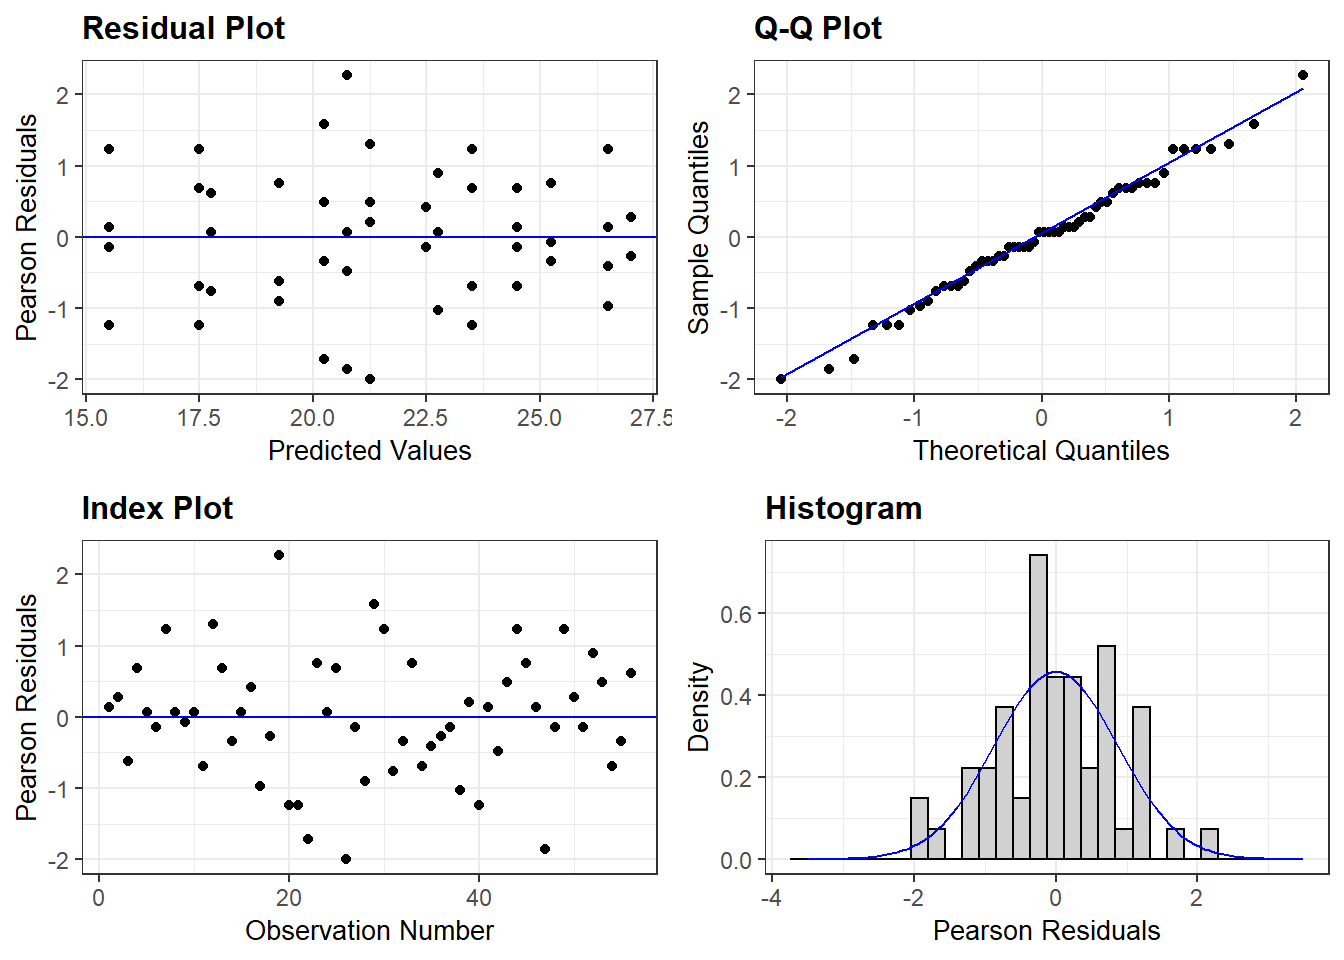 Residual Plot
Pearson Residuals
2
1
0
-1
-2
15.0 17.5 20.0 22.5 25.0 27.5
Predicted Values
Q-Q Plot
Sample Quantiles
2
1
0
-1
-2
-2 -1 0 1 2
Theoretical Quantiles
Index Plot
Pearson Residuals
2
1
0
-1
-2
0 20 40
Observation Number
Histogram
Density
0.6
0.4
0.2
0.0
-4 -2 0 2
Pearson Residuals